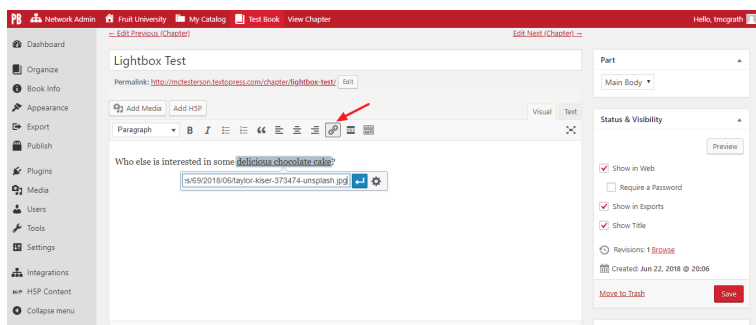 PB Network Admin Fruit University My Catalog Test Book View Chapter Hello, tmcgrath
Dashboard
Organize
Book Info
Appearance
Export
Publish
Plugins
Media
Users
Tools
Settings
Integrations
H5P H5P Content
Collapse menu
← Edit Previous (Chapter) Edit Next (Chapter) →
Lightbox Test
Permalink: http://mctesterson.textopress.com/chapter/lightbox-test/ Edit
Add Media Add H5P Visual Text
Paragraph B I
Who else is interested in some delicious chocolate cake?
s/69/2018/06/taylor-kiser-373474-unsplash.jpg
Part
Main Body
Status & Visibility
Preview
Show in Web
Require a Password
Show in Exports
Show Title
Revisions: 1 Browse
Created: Jun 22, 2018 @ 20:06
Move to Trash Save